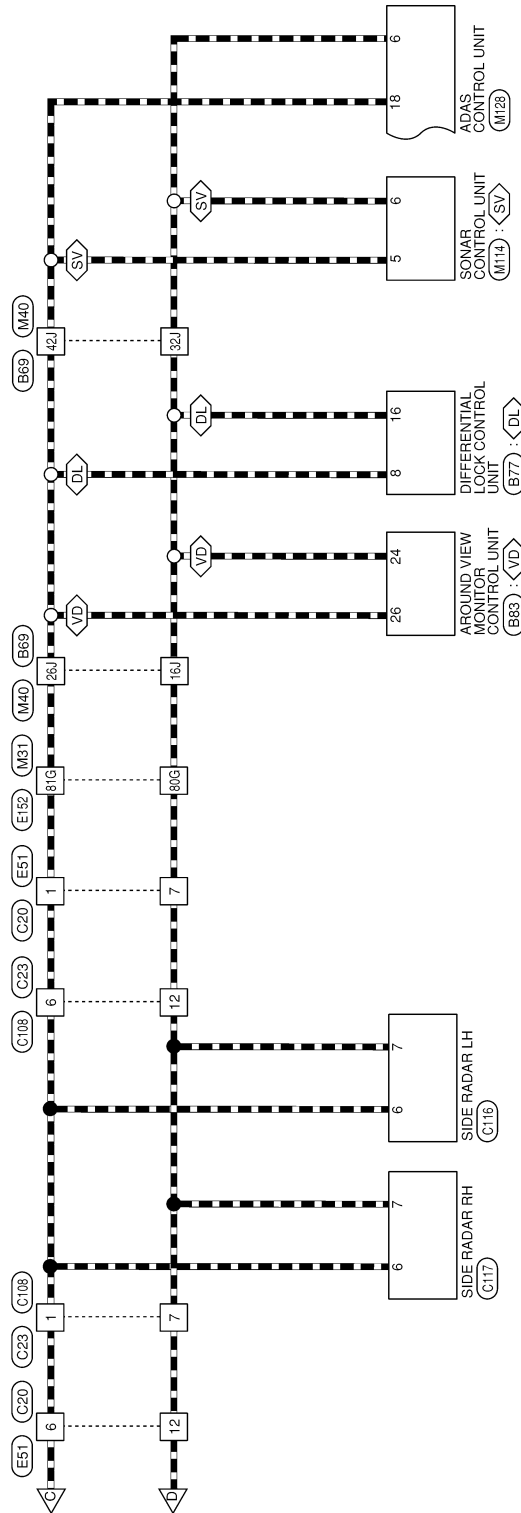 E51 C20 C23 C108 C108 C23 C20 E51 E152 M31 M40 B69 B69 M40
C 6 1 6 1 81G 26J 42J
VD DL SV
D 12 7 12 7 80G 16J 32J
VD DL SV
6 7 6 7 26 24 8 16 5 6 18 6
SIDE RADAR RH
C117
SIDE RADAR LH
C116
AROUND VIEW
MONITOR
CONTROL UNIT
B83 : VD
DIFFERENTIAL
LOCK CONTROL
UNIT
B77 : DL
SONAR
CONTROL UNIT
M114 : SV
ADAS
CONTROL UNIT
M128